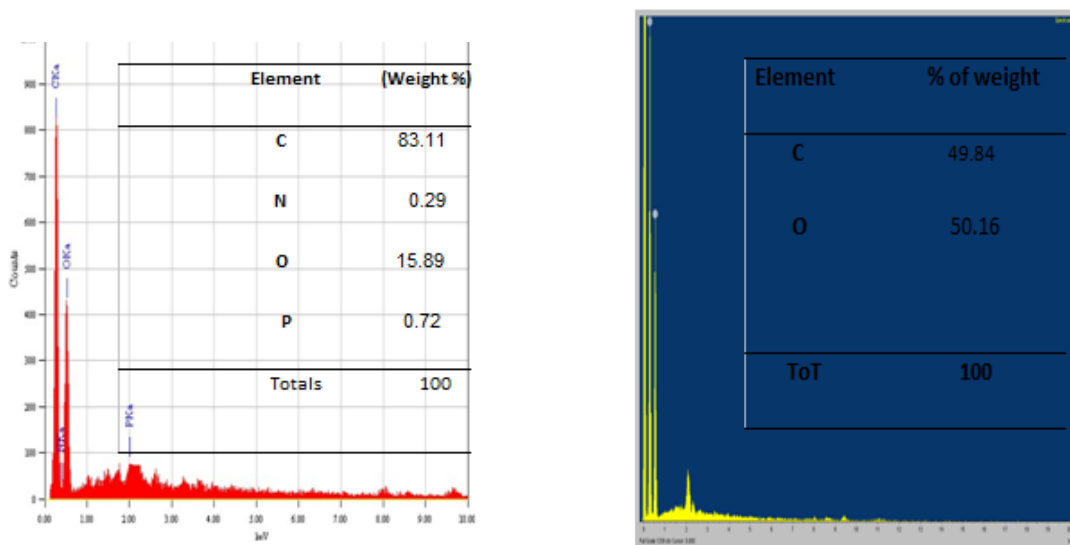 Element (Weight %)
C 83.11
N 0.29
O 15.89
P 0.72
Totals 100
CKa
OKa
PKa
Counts
900
800
700
600
500
400
300
200
100
0
0.00 1.00 2.00 3.00 4.00 5.00 6.00 7.00 8.00 9.00 10.00
keV
Element % of weight
C 49.84
O 50.16
ToT 100